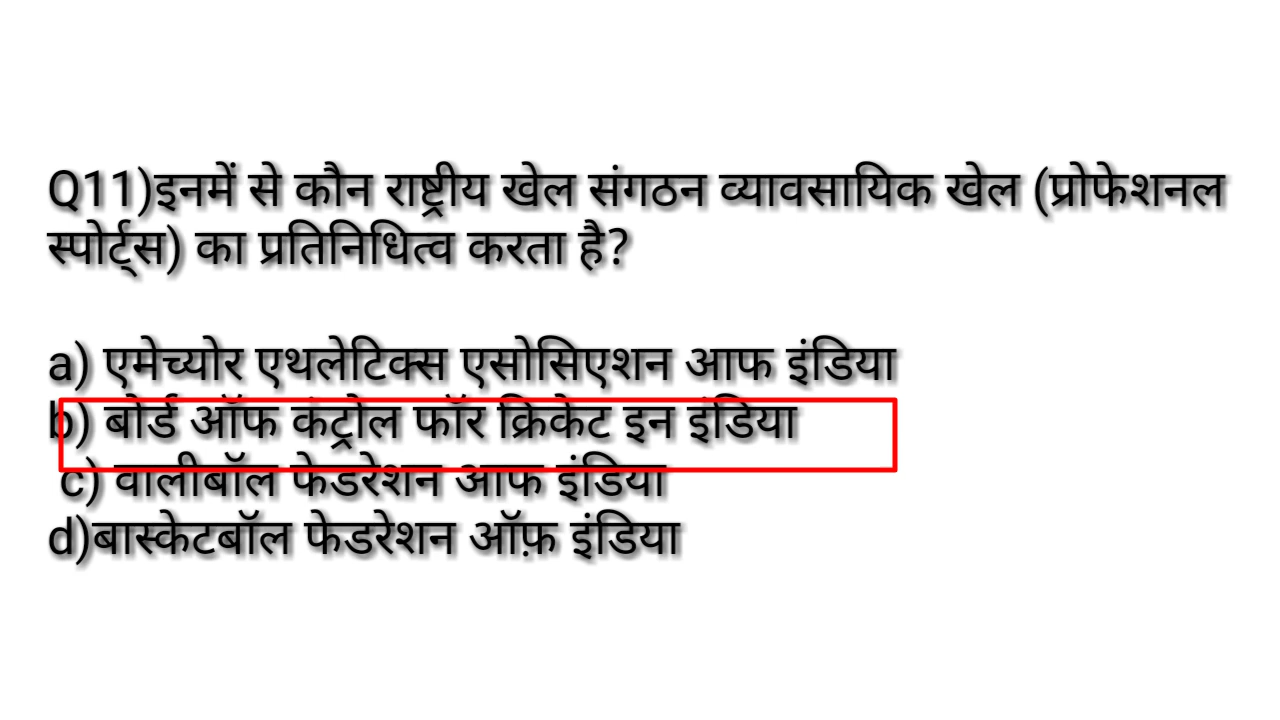 Q11)इनमें से कौन राष्ट्रीय खेल संगठन व्यावसायिक खेल (प्रोफेशनल
स्पोर्ट्स) का प्रतिनिधित्व करता है?
a) एमेच्योर एथलेटिक्स एसोसिएशन आफ इंडिया
b) बोर्ड ऑफ कंट्रोल फॉर क्रिकेट इन इंडिया
c) वालीबॉल फेडरेशन आफ इंडिया
d)बास्केटबॉल फेडरेशन ऑफ़ इंडिया